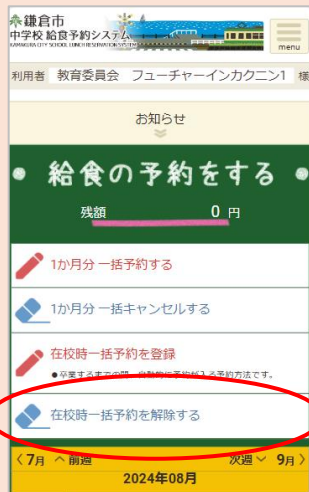 鎌倉市
中学校 給食予約システム
KAMAKURA CITY SCHOOL LUNCH RESERVATION SYSTEM
menu
利用者 教育委員会 フューチャーインカクニン1 様
お知らせ
給食の予約をする
残額 0 円
1か月分 一括予約する
1か月分 一括キャンセルする
在校時一括予約を登録
●卒業するまでの間、自動的に予約が入る予約方法です。
在校時一括予約を解除する
〈7月 前週 次週 9月〉
2024年08月